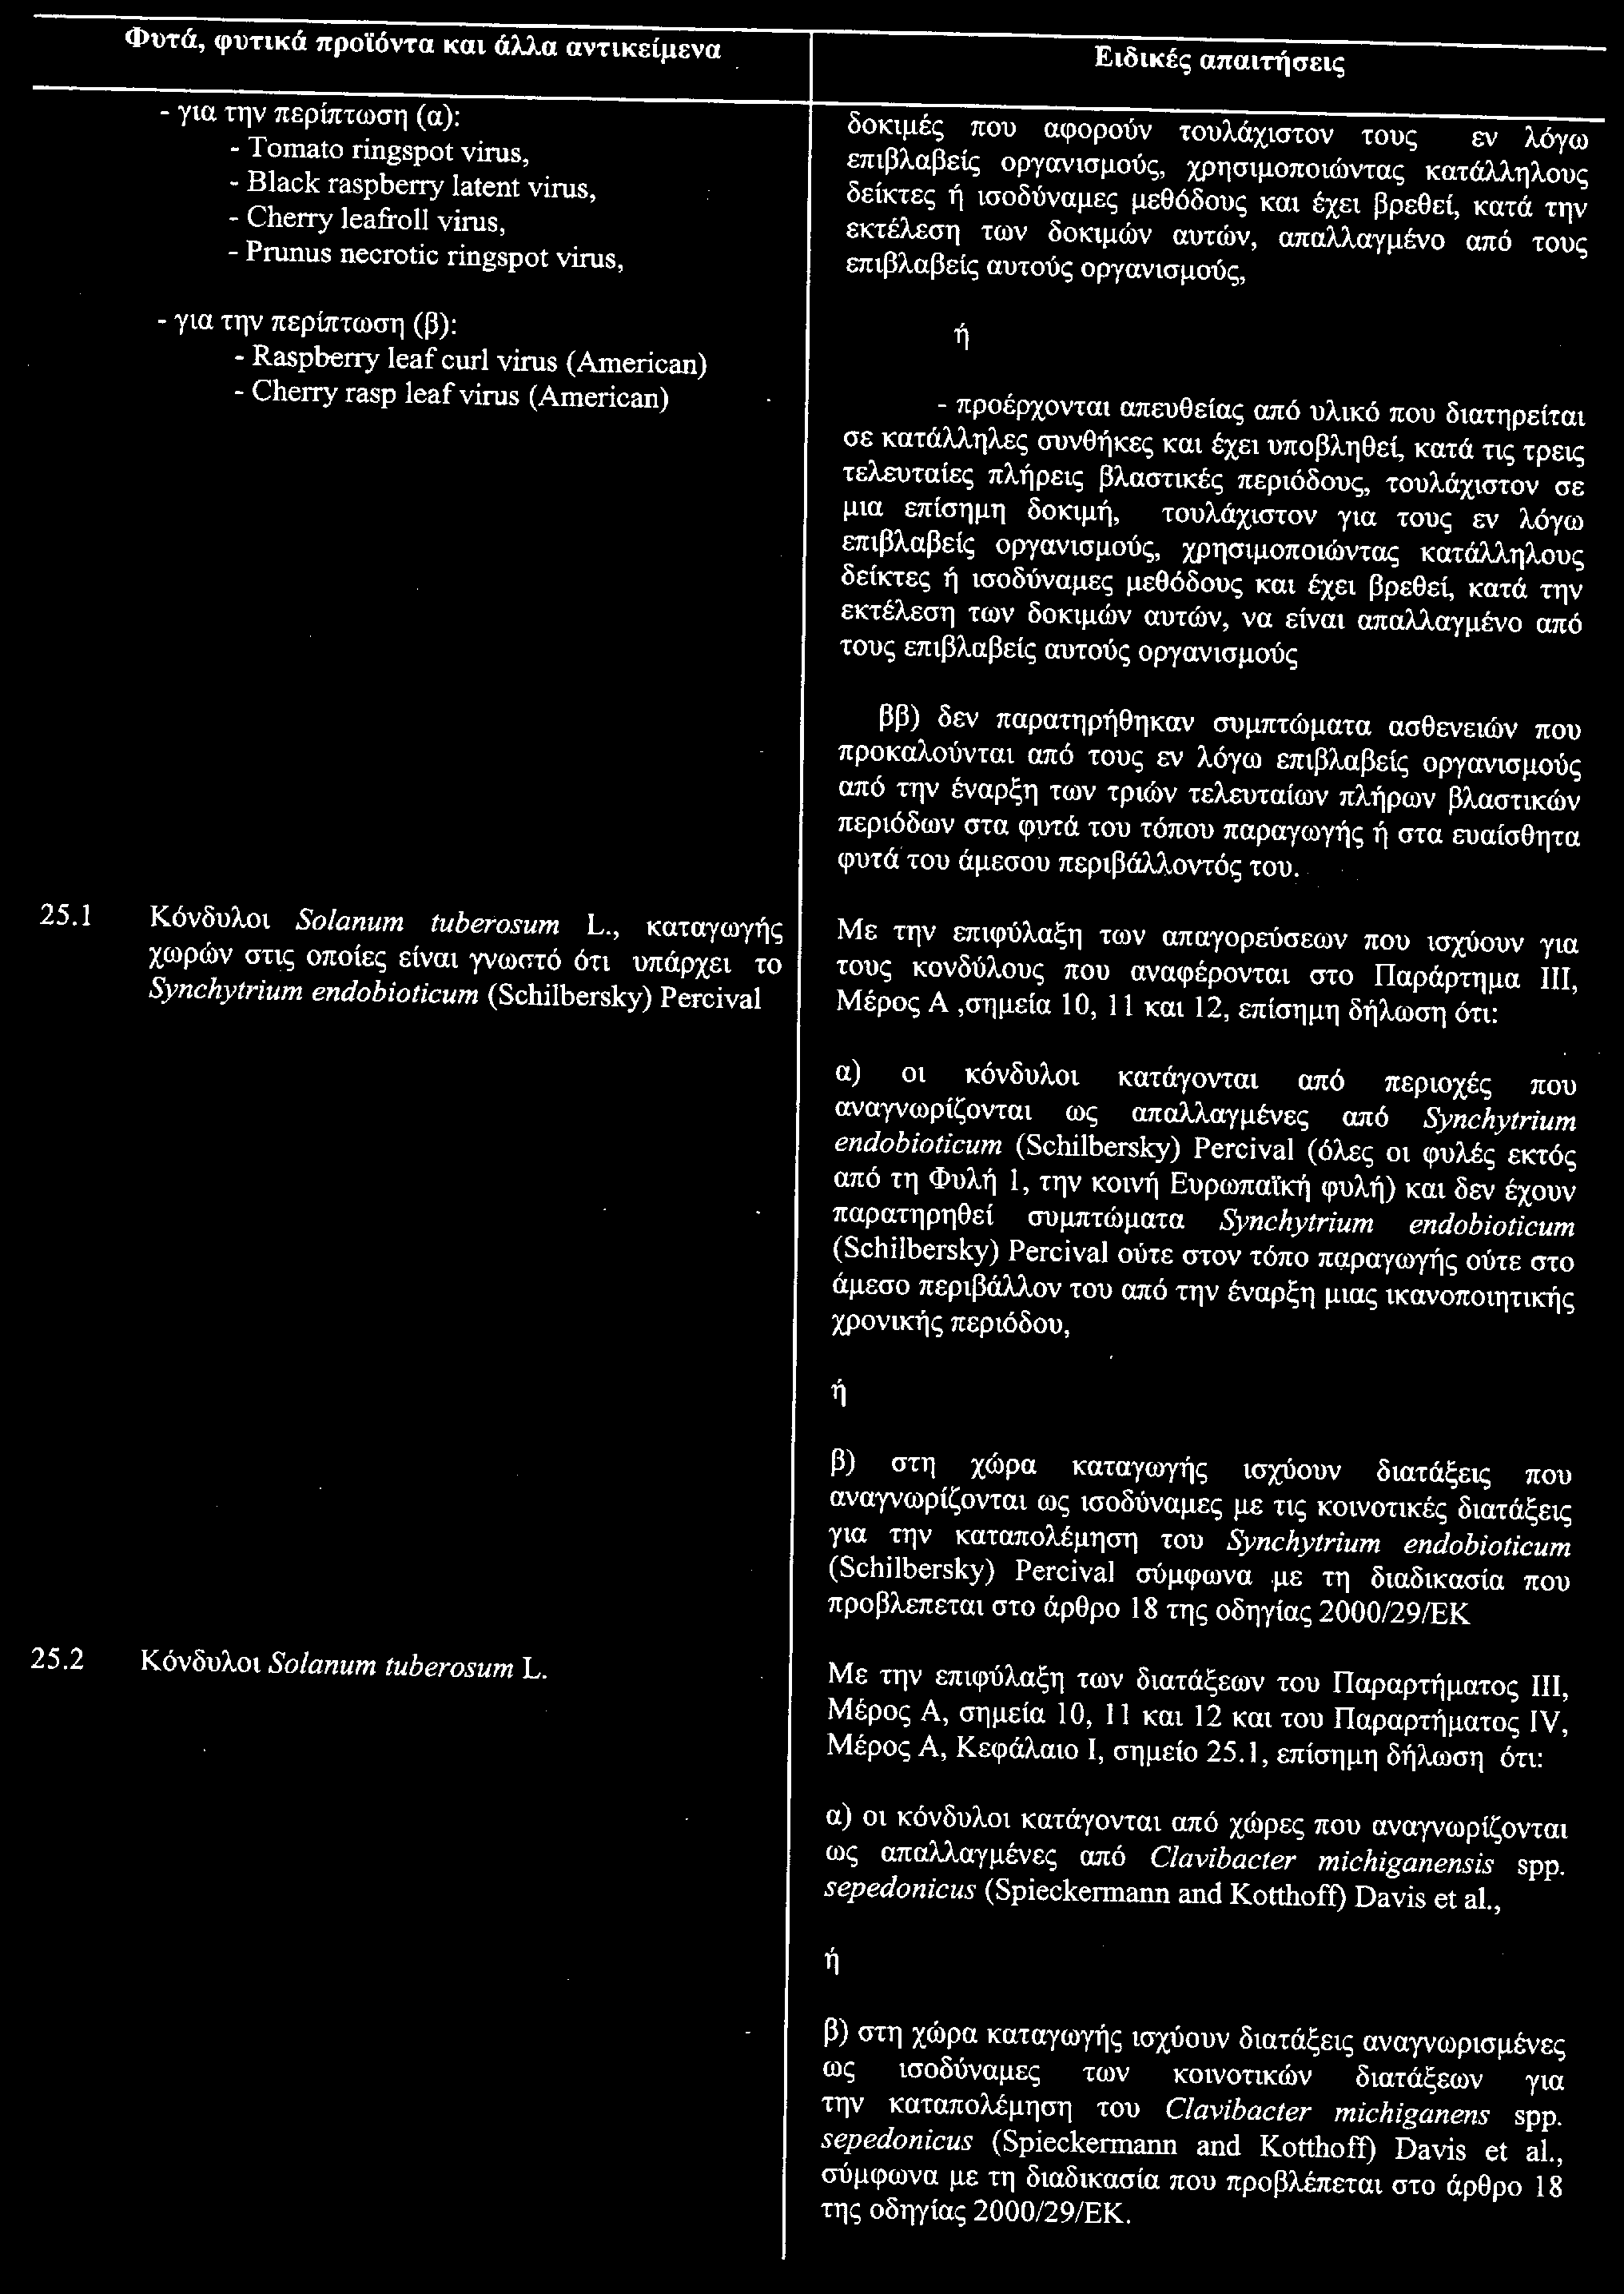 Φυτά, φυτικά προϊόντα και άλλα αντικείμενα
Ειδικές απαιτήσεις
- για την περίπτωση (α):
- Tomato ringspot virus,
- Black raspberry latent virus,
- Cherry leafroll virus,
- Prunus necrotic ringspot virus,
- για την περίπτωση (β):
- Raspberry leaf curl virus (American)
- Cherry rasp leaf virus (American)
δοκιμές που αφορούν τουλάχιστον τους εν λόγω
επιβλαβείς οργανισμούς, χρησιμοποιώντας κατάλληλους
δείκτες ή ισοδύναμες μεθόδους και έχει βρεθεί, κατά την
εκτέλεση των δοκιμών αυτών, απαλλαγμένο από τους
επιβλαβείς αυτούς οργανισμούς,
ή
- προέρχονται απευθείας από υλικό που διατηρείται
σε κατάλληλες συνθήκες και έχει υποβληθεί, κατά τις τρεις
τελευταίες πλήρεις βλαστικές περιόδους, τουλάχιστον σε
μια επίσημη δοκιμή, τουλάχιστον για τους εν λόγω
επιβλαβείς οργανισμούς, χρησιμοποιώντας κατάλληλους
δείκτες ή ισοδύναμες μεθόδους και έχει βρεθεί, κατά την
εκτέλεση των δοκιμών αυτών, να είναι απαλλαγμένο από
τους επιβλαβείς αυτούς οργανισμούς
ββ) δεν παρατηρήθηκαν συμπτώματα ασθενειών που
προκαλούνται από τους εν λόγω επιβλαβείς οργανισμούς
από την έναρξη των τριών τελευταίων πλήρων βλαστικών
περιόδων στα φυτά του τόπου παραγωγής ή στα ευαίσθητα
φυτά του άμεσου περιβάλλοντός του.
25.1 Κόνδυλοι Solanum tuberosum L., καταγωγής
χωρών στις οποίες είναι γνωστό ότι υπάρχει το
Synchytrium endobioticum (Schilbersky) Percival
Με την επιφύλαξη των απαγορεύσεων που ισχύουν για
τους κονδύλους που αναφέρονται στο Παράρτημα ΙΙΙ,
Μέρος Α ,σημεία 10, 11 και 12, επίσημη δήλωση ότι:
α) οι κόνδυλοι κατάγονται από περιοχές που
αναγνωρίζονται ως απαλλαγμένες από Synchytrium
endobioticum (Schilbersky) Percival (όλες οι φυλές εκτός
από τη Φυλή 1, την κοινή Ευρωπαϊκή φυλή) και δεν έχουν
παρατηρηθεί συμπτώματα Synchytrium endobioticum
(Schilbersky) Percival ούτε στον τόπο παραγωγής ούτε στο
άμεσο περιβάλλον του από την έναρξη μιας ικανοποιητικής
χρονικής περιόδου,
ή
β) στη χώρα καταγωγής ισχύουν διατάξεις που
αναγνωρίζονται ως ισοδύναμες με τις κοινοτικές διατάξεις
για την καταπολέμηση του Synchytrium endobioticum
(Schilbersky) Percival σύμφωνα με τη διαδικασία που
προβλεπεται στο άρθρο 18 της οδηγίας 2000/29/ΕΚ
25.2 Κόνδυλοι Solanum tuberosum L.
Με την επιφύλαξη των διατάξεων του Παραρτήματος ΙΙΙ,
Μέρος Α, σημεία 10, 11 και 12 και του Παραρτήματος IV,
Μέρος Α, Κεφάλαιο Ι, σημείο 25.1, επίσημη δήλωση ότι:
α) οι κόνδυλοι κατάγονται από χώρες που αναγνωρίζονται
ως απαλλαγμένες από Clavibacter michiganensis spp.
sepedonicus (Spieckermann and Kotthoff) Davis et al.,
ή
β) στη χώρα καταγωγής ισχύουν διατάξεις αναγνωρισμένες
ως ισοδύναμες των κοινοτικών διατάξεων για
την καταπολέμηση του Clavibacter michiganens spp.
sepedonicus (Spieckermann and Kotthoff) Davis et al.,
σύμφωνα με τη διαδικασία που προβλέπεται στο άρθρο 18
της οδηγίας 2000/29/ΕΚ.